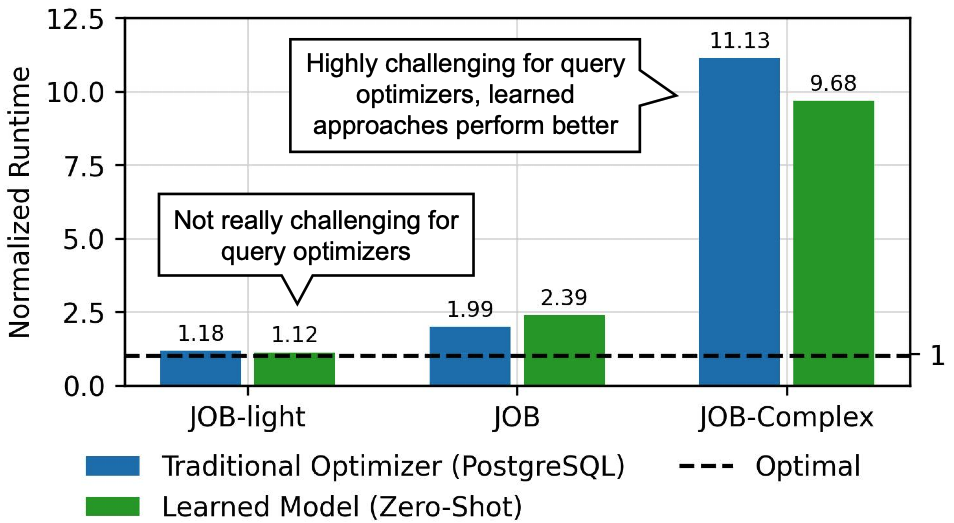 Normalized Runtime
12.5
10.0
7.5
5.0
2.5
0.0
Highly challenging for query
optimizers, learned
approaches perform better
Not really challenging for
query optimizers
1.18
1.12
1.99
2.39
11.13
9.68
1
JOB-light
JOB
JOB-Complex
Traditional Optimizer (PostgreSQL)
Learned Model (Zero-Shot)
Optimal